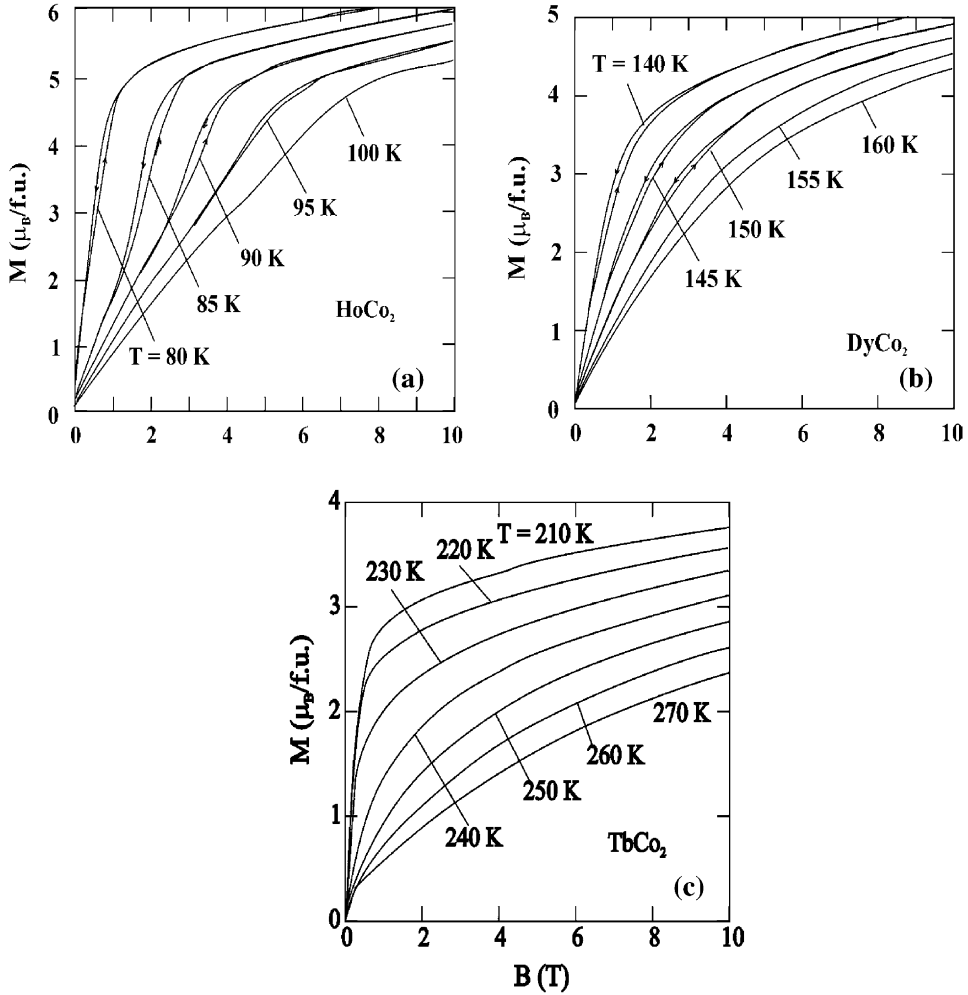 6
5
4
3
2
1
0
M (μB/f.u.)
100 K
95 K
90 K
85 K
T = 80 K
HoCo2
(a)
0 2 4 6 8 10
5
4
3
2
1
0
M (μB/f.u.)
T = 140 K
160 K
155 K
150 K
145 K
DyCo2
(b)
0 2 4 6 8 10
4
3
2
1
0
M (μB/f.u.)
T = 210 K
220 K
230 K
270 K
260 K
250 K
240 K
TbCo2
(c)
0 2 4 6 8 10
B (T)